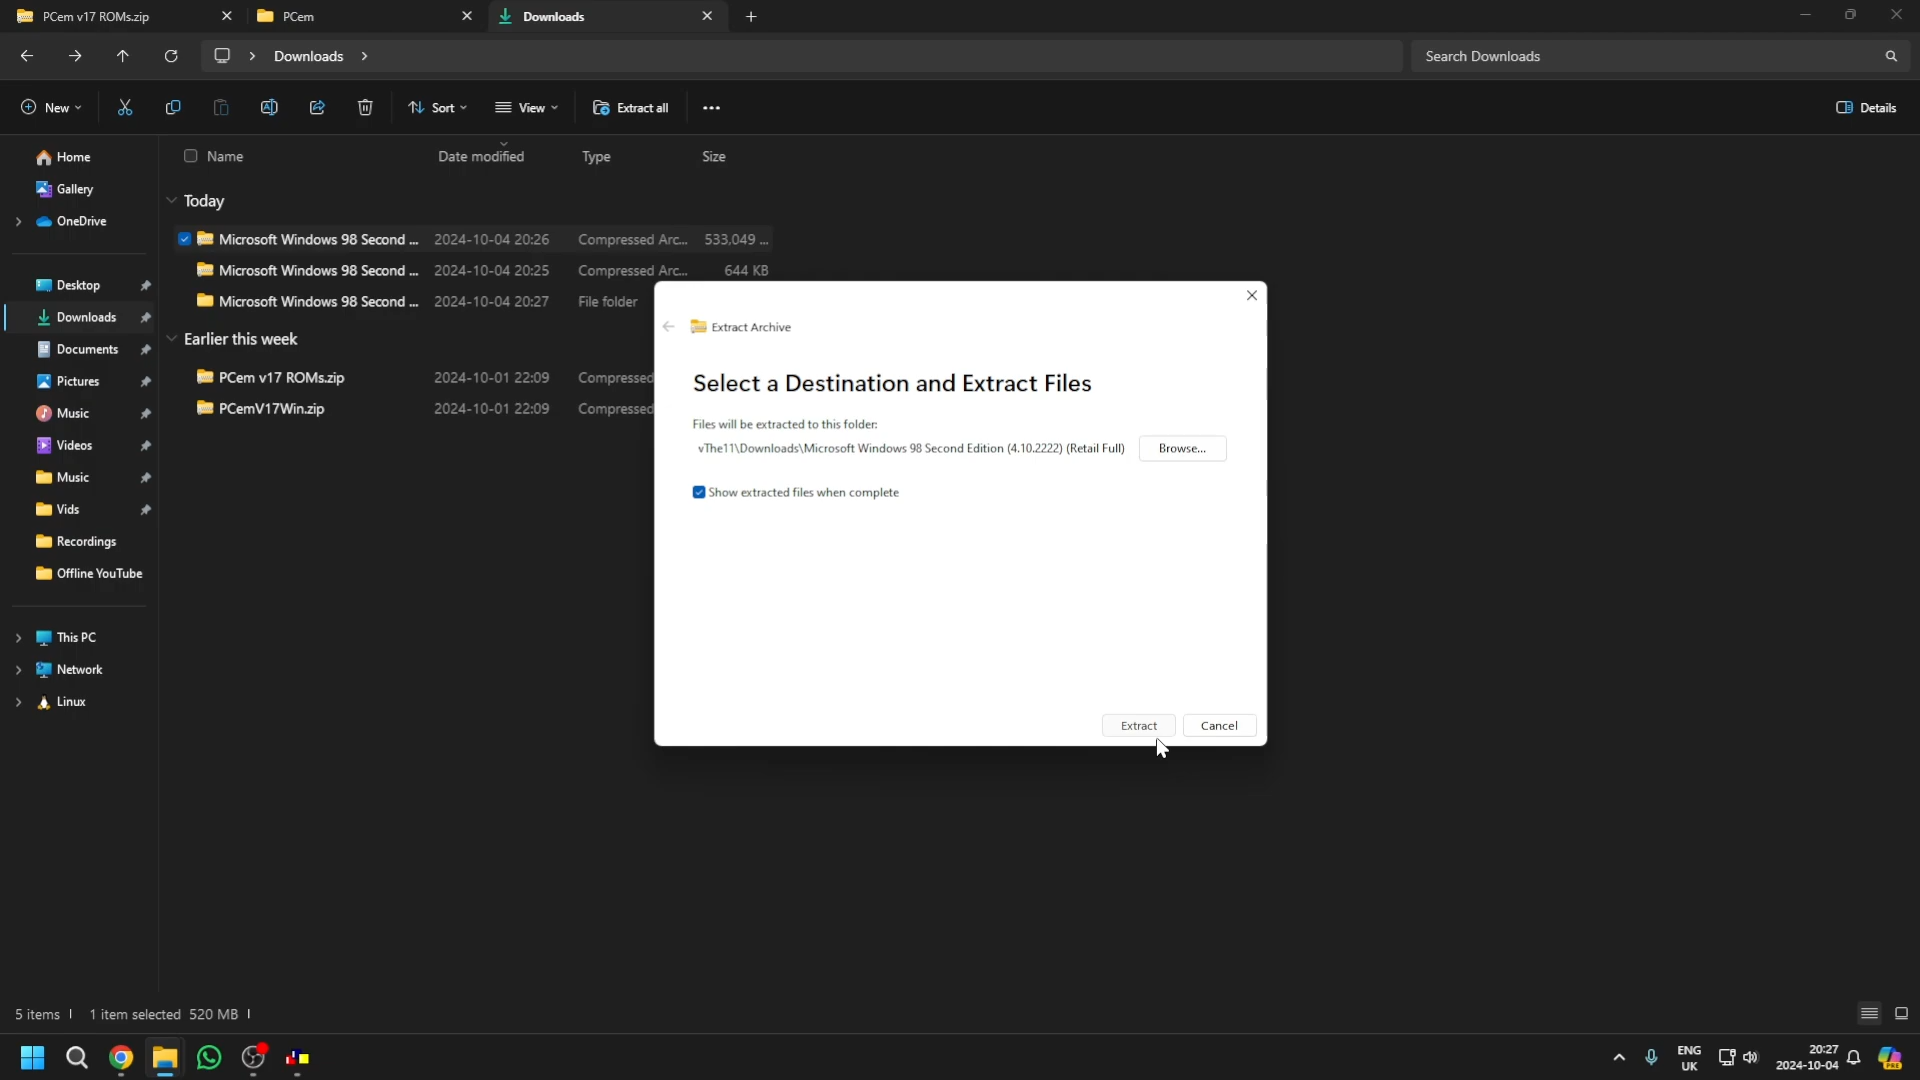 PCem v17 ROMs.zip
PCem
Downloads
Downloads
Search Downloads
New
Sort
View
Extract all
Details
Home
Gallery
OneDrive
Desktop
Downloads
Documents
Pictures
Music
Videos
Music
Vids
Recordings
Offline YouTube
This PC
Network
Linux
Name Date modified Type Size
Today
Microsoft Windows 98 Second ... 2024-10-04 20:26 Compressed Arc... 533,049 ...
Microsoft Windows 98 Second ... 2024-10-04 20:25 Compressed Arc... 644 KB
Microsoft Windows 98 Second ... 2024-10-04 20:27 File folder
Earlier this week
PCem v17 ROMs.zip 2024-10-01 22:09 Compressed
PCemV17Win.zip 2024-10-01 22:09 Compressed
Extract Archive
Select a Destination and Extract Files
Files will be extracted to this folder:
vThe11\Downloads\Microsoft Windows 98 Second Edition (4.10.2222) (Retail Full)
Browse...
Show extracted files when complete
Extract
Cancel
5 items
1 item selected 520 MB
ENG
UK
20:27
2024-10-04
PRE